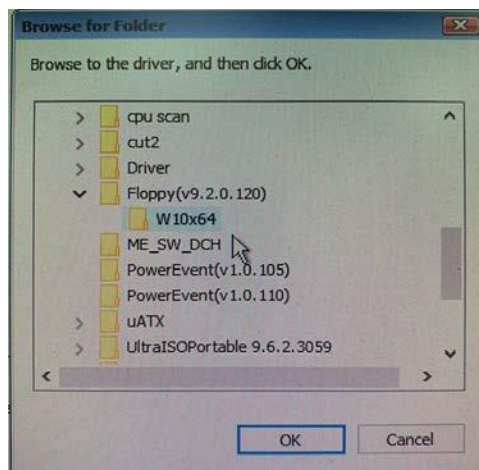 Browse for Folder
Browse to the driver, and then click OK.
cpu scan
cut2
Driver
Floppy(v9.2.0.120)
W10x64
ME_SW_DCH
PowerEvent(v1.0.105)
PowerEvent(v1.0.110)
uATX
UltraISOPortable 9.6.2.3059
OK
Cancel